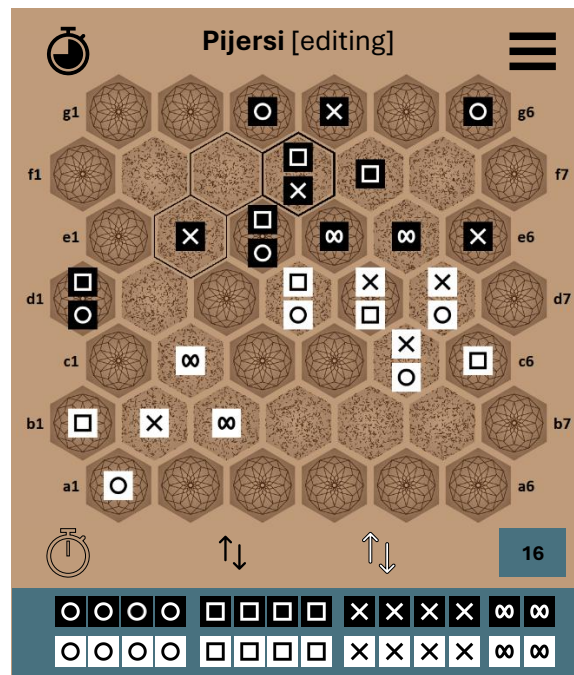 Pijersi [editing]
g1 g6
f1 f7
e1 e6
d1 d7
c1 c6
b1 b7
a1 a6
16